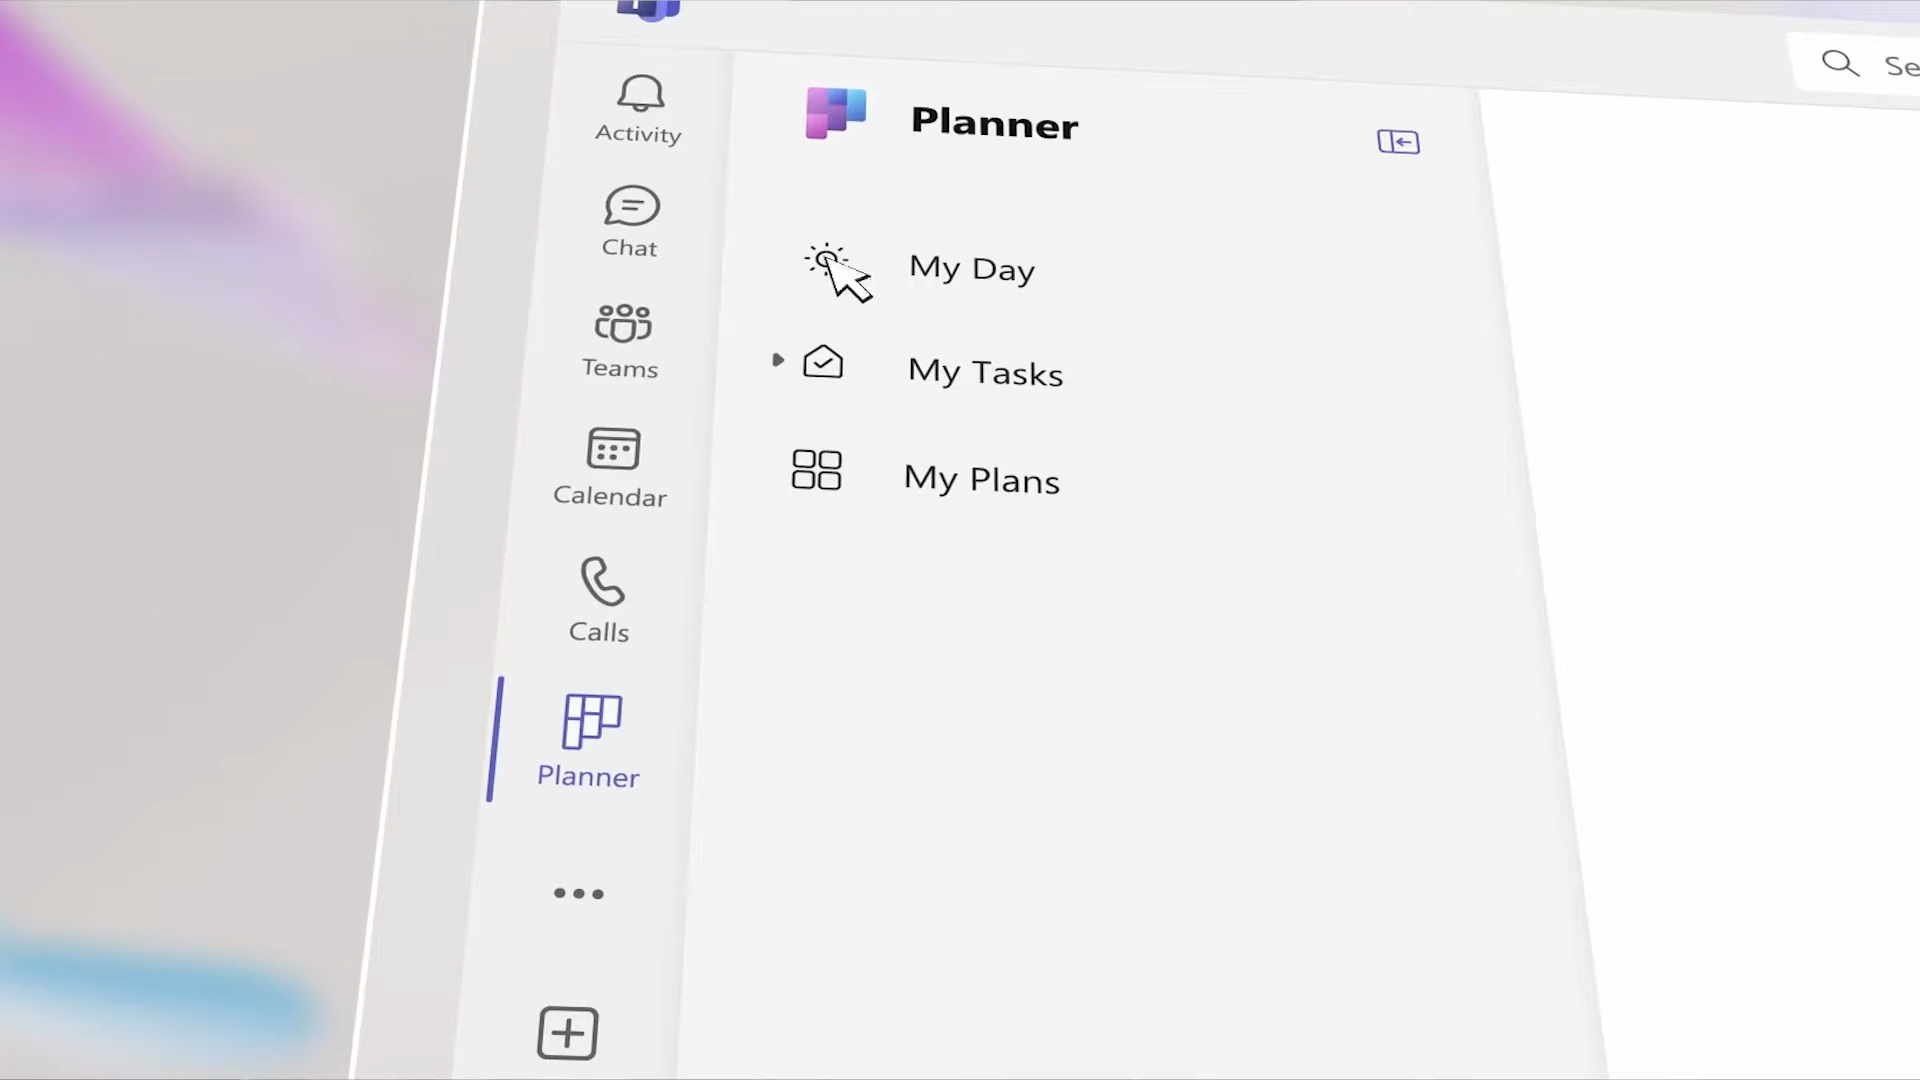 Activity
Chat
Teams
Calendar
Calls
Planner
Planner
My Day
My Tasks
My Plans